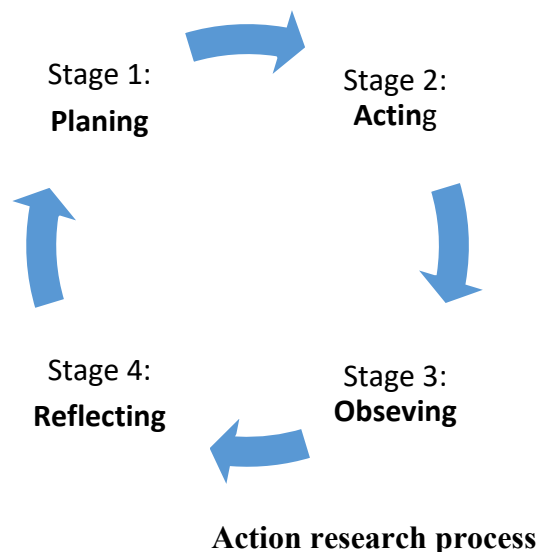 Stage 1:
Planing
Stage 2:
Acting
Stage 3:
Obseving
Stage 4:
Reflecting
Action research process